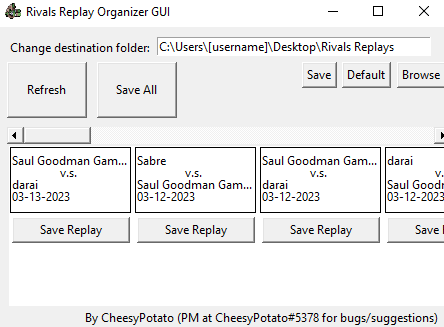 Rivals Replay Organizer GUI
Change destination folder: C:\Users\[username]\Desktop\Rivals Replays
Refresh Save All Save Default Browse
Saul Goodman Gam... Sabre Saul Goodman Gam... darai
v.s. v.s. v.s. v.s.
darai Saul Goodman Gam... darai Saul Goodman
03-13-2023 03-12-2023 03-12-2023 03-12-2023
Save Replay Save Replay Save Replay Save R
By CheesyPotato (PM at CheesyPotato#5378 for bugs/suggestions)